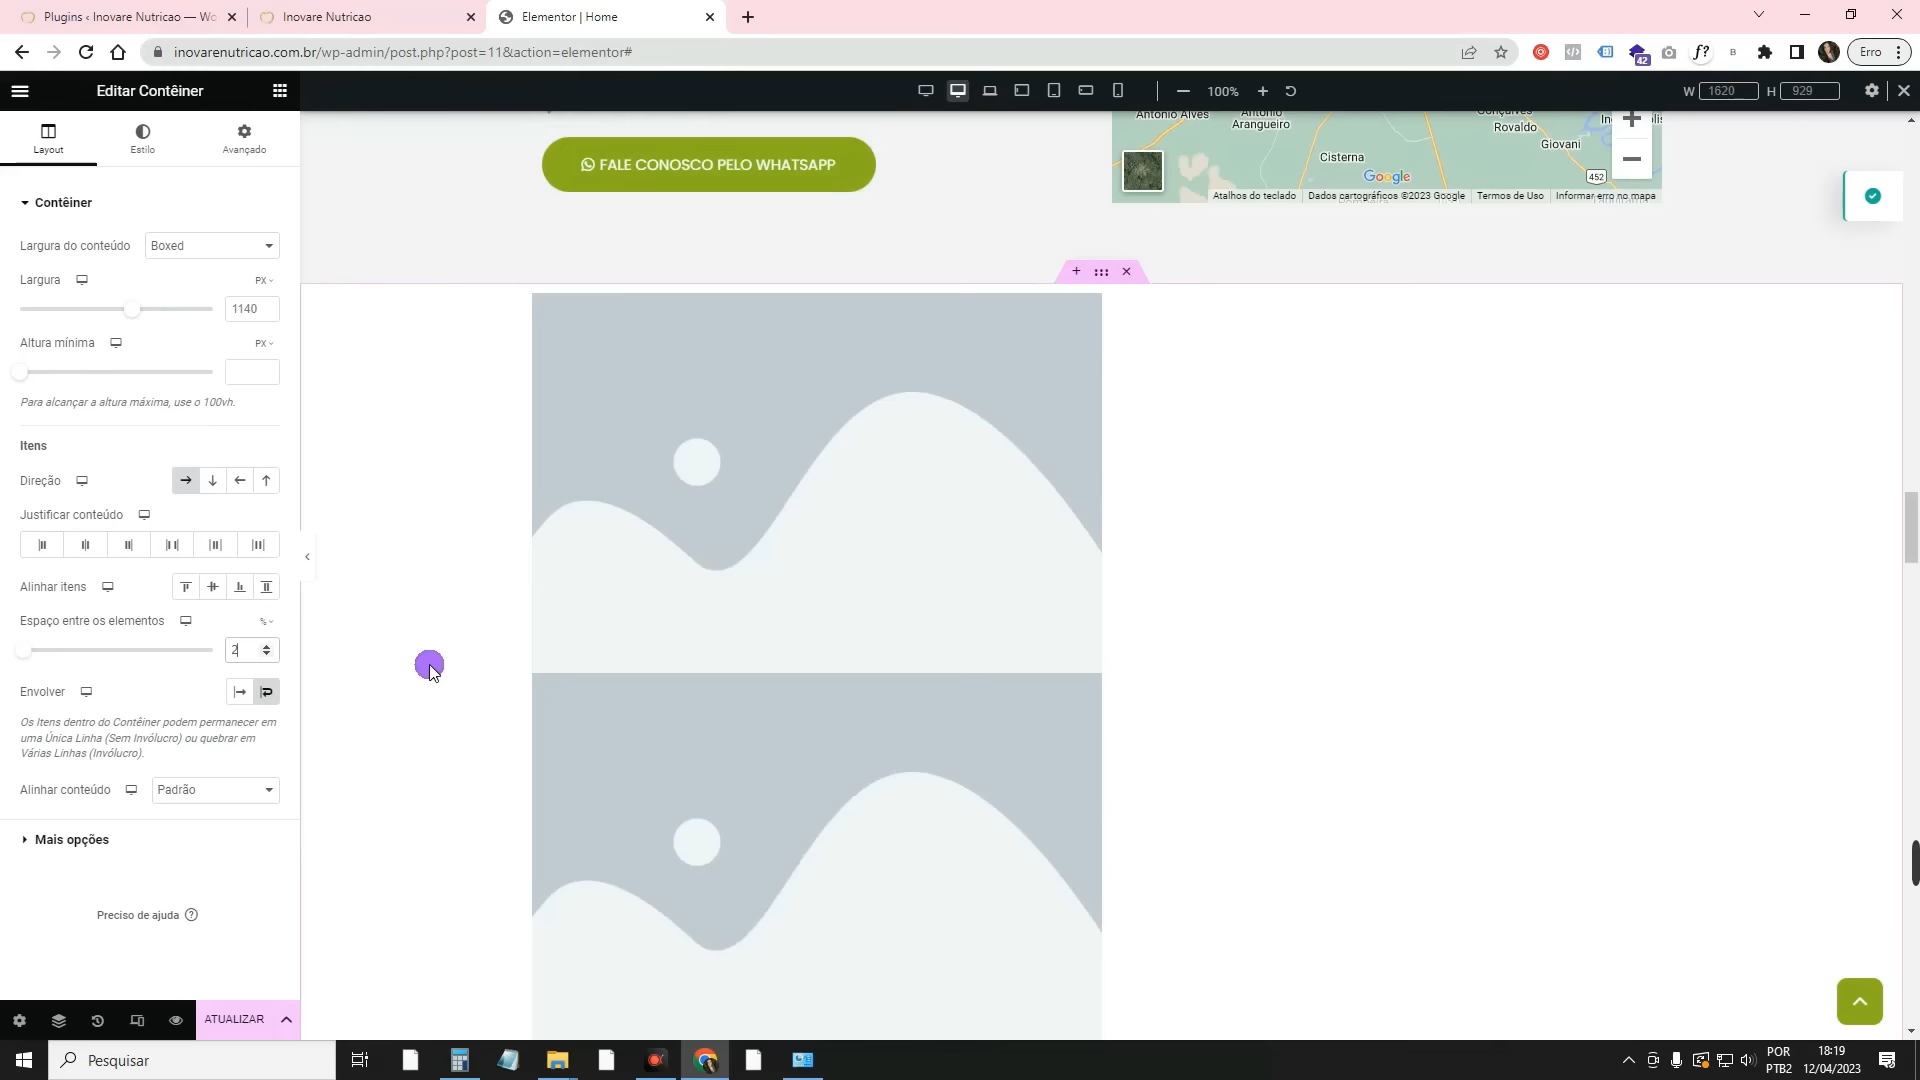 Plugins ‹ Inovare Nutricao — Wo
Inovare Nutricao
Elementor | Home
inovarenutricao.com.br/wp-admin/post.php?post=11&action=elementor#
42
f?
B
Erro
Editar Contêiner
100%
W 1620 H 929
Layout
Estilo
Avançado
Contêiner
Largura do conteúdo
Boxed
Largura
PX
1140
Altura mínima
PX
Para alcançar a altura máxima, use o 100vh.
Itens
Direção
Justificar conteúdo
Alinhar itens
Espaço entre os elementos
%
2
Envolver
Os Itens dentro do Contêiner podem permanecer em
uma Única Linha (Sem Invólucro) ou quebrar em
Várias Linhas (Invólucro).
Alinhar conteúdo
Padrão
Mais opções
Preciso de ajuda
ATUALIZAR
FALE CONOSCO PELO WHATSAPP
Antônio Alves
Antônio
Arangueiro
Rovaldo
Giovani
Cisterna
452
Google
Atalhos do teclado
Dados cartográficos ©2023 Google
Termos de Uso
Informar erro no mapa
Pesquisar
POR
PTB2
18:19
12/04/2023